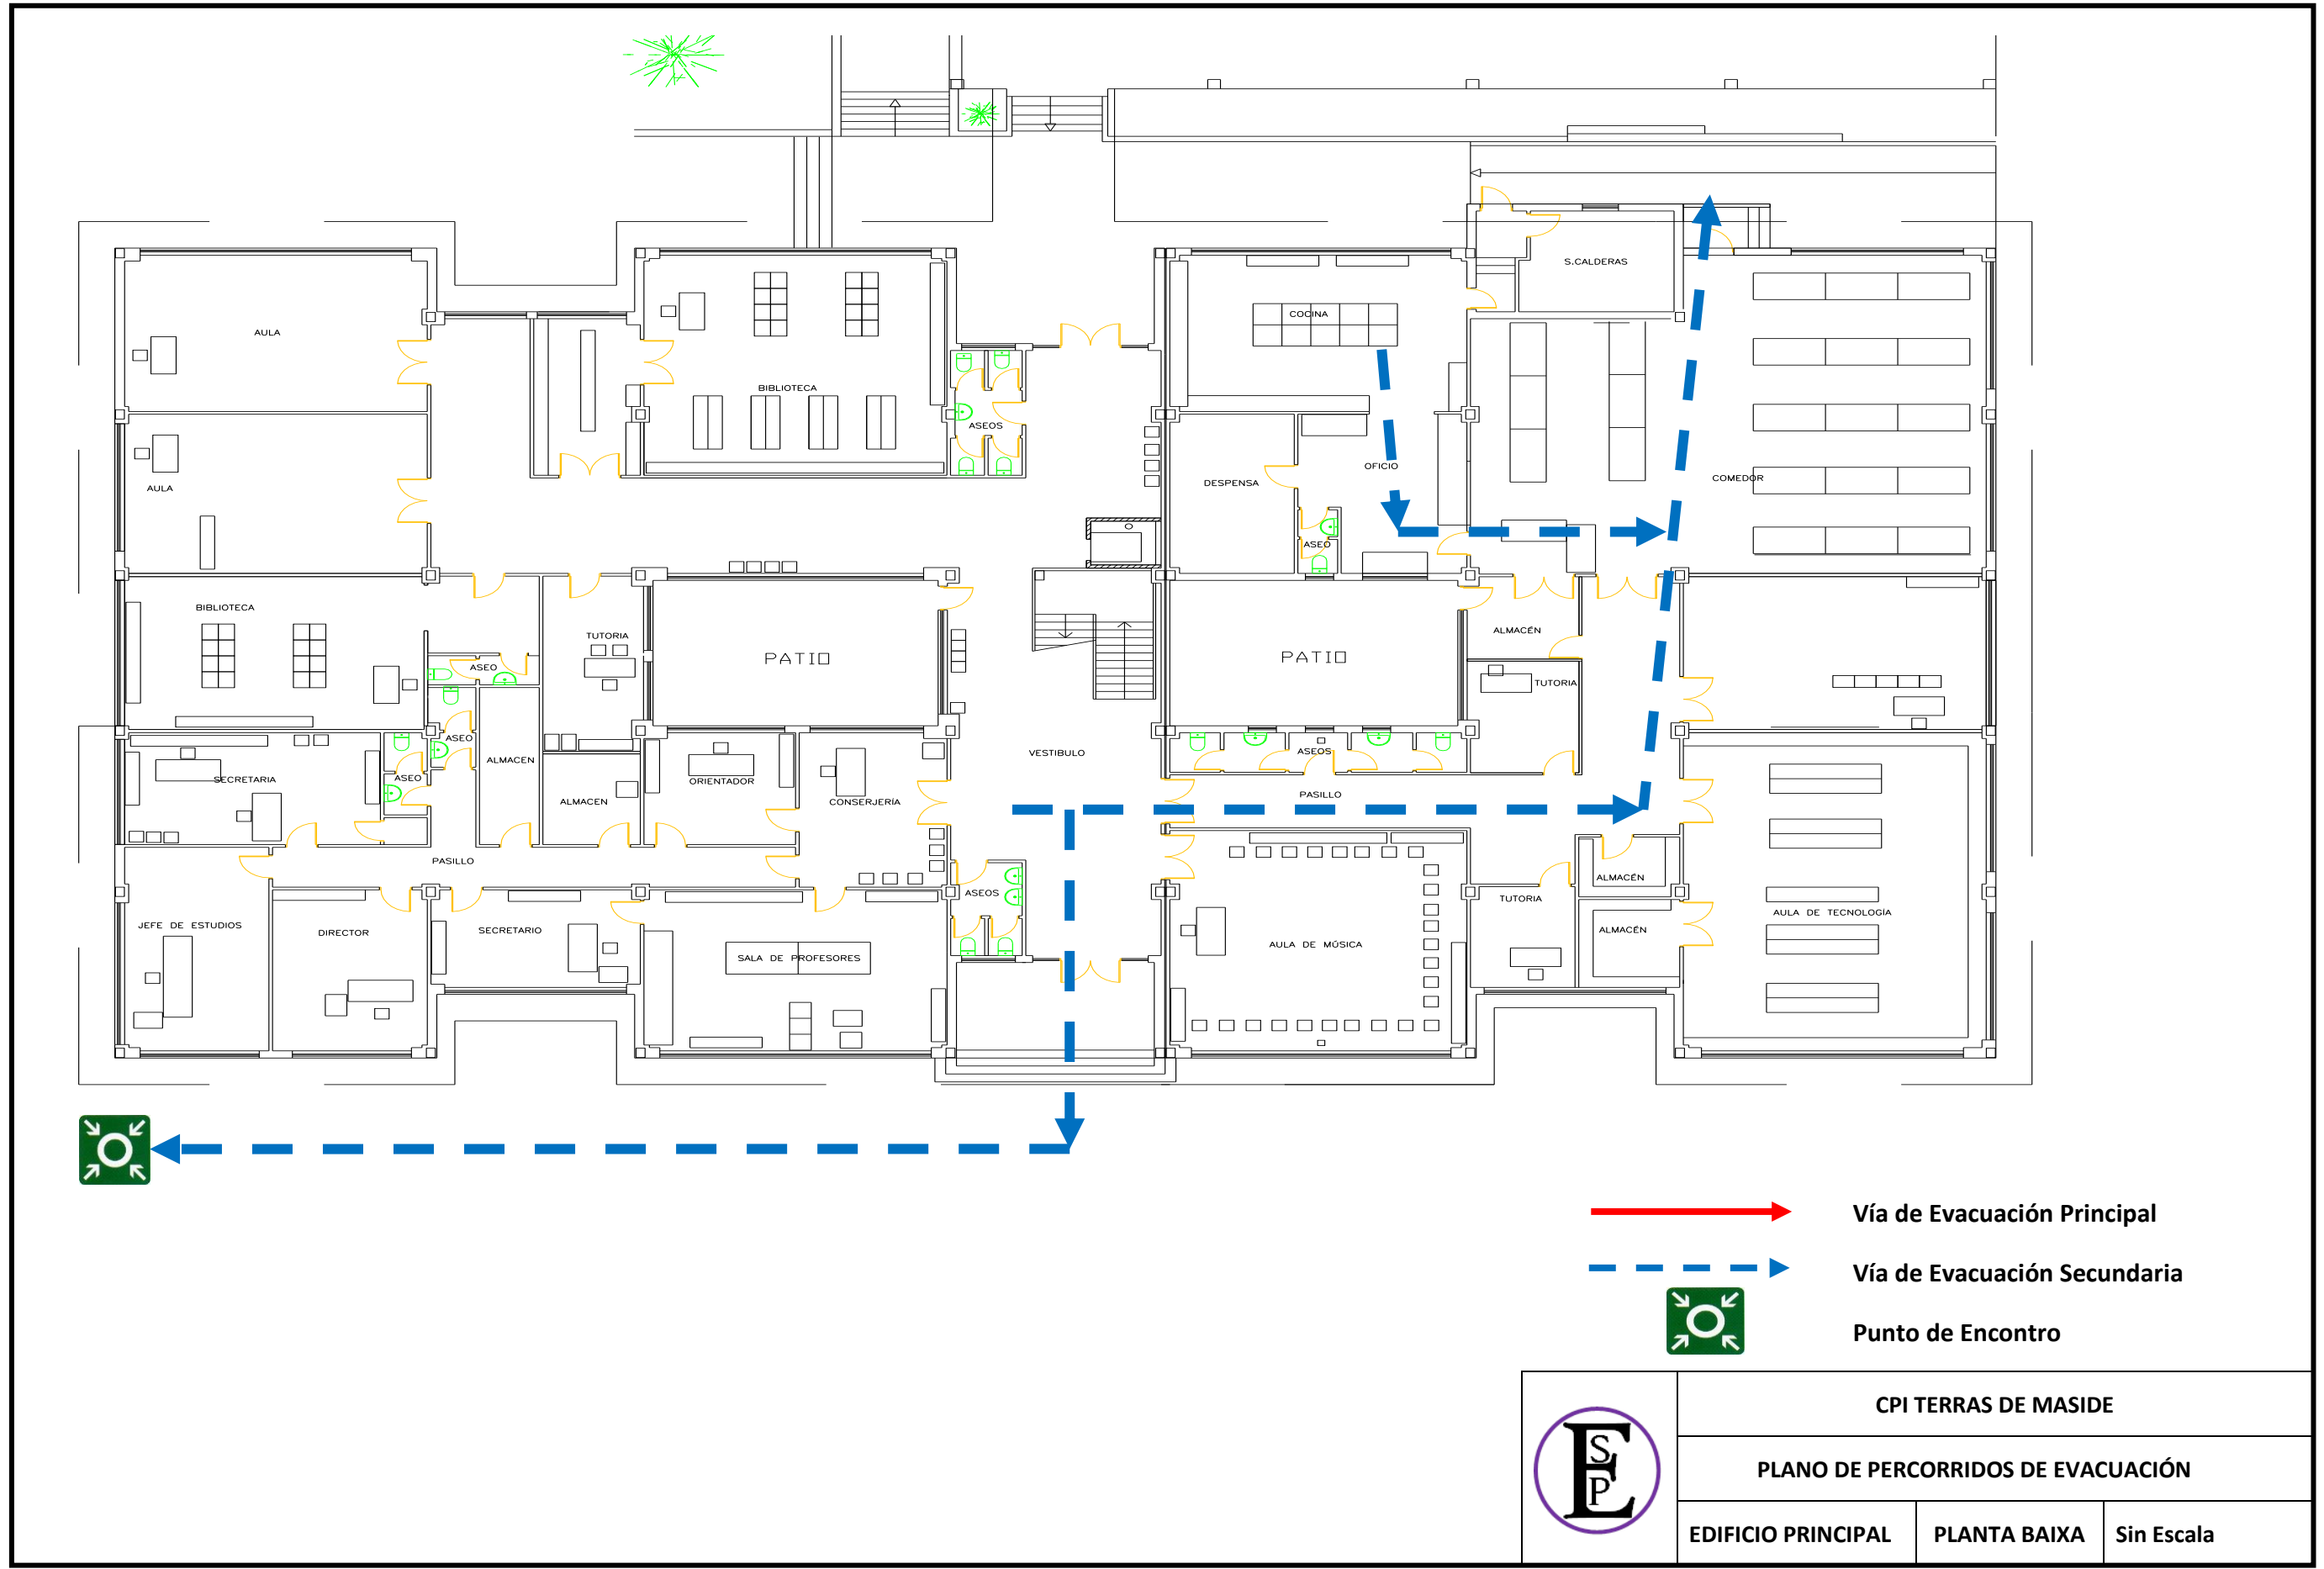 S.CALDERAS
AULA
COCINA
BIBLIOTECA
ASEOS
OFICIO
COMEDOR
AULA
DESPENSA
ASEO
BIBLIOTECA
TUTORIA
PATIO
PATIO
ALMACÉN
ASEO
TUTORIA
ASEO
ALMACEN
VESTIBULO
ASEOS
SECRETARIA
ASEO
ORIENTADOR
ALMACEN
CONSERJERÍA
PASILLO
PASILLO
ALMACÉN
ASEOS
TUTORIA
JEFE DE ESTUDIOS
DIRECTOR
SECRETARIO
AULA DE TECNOLOGÍA
ALMACÉN
AULA DE MÚSICA
SALA DE PROFESORES
Vía de Evacuación Principal
Vía de Evacuación Secundaria
Punto de Encontro
ESP
CPI TERRAS DE MASIDE
PLANO DE PERCORRIDOS DE EVACUACIÓN
EDIFICIO PRINCIPAL
PLANTA BAIXA
Sin Escala